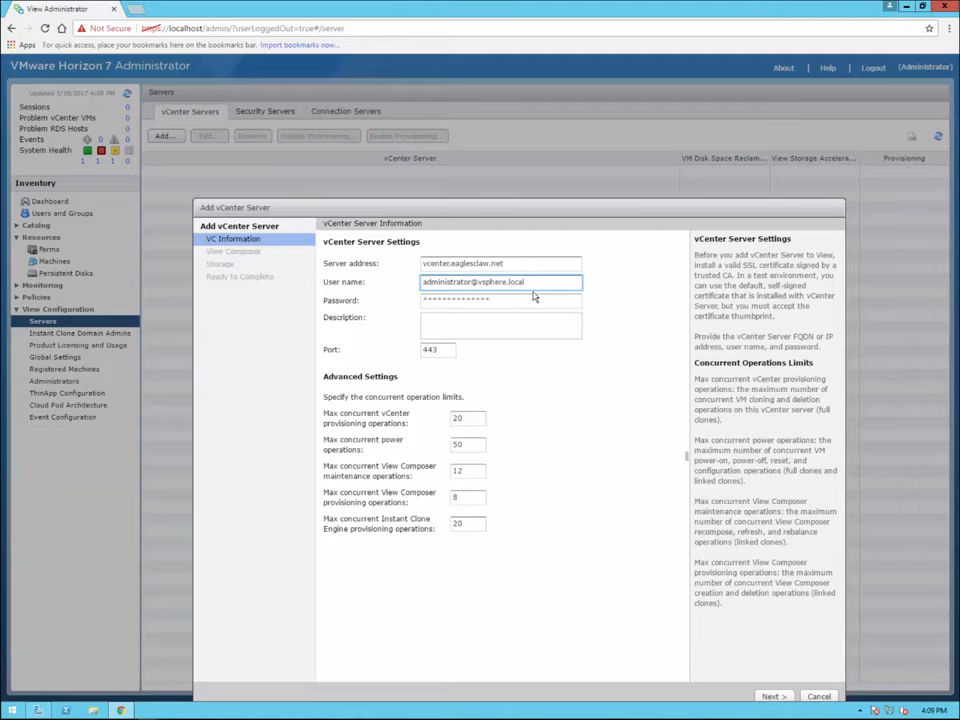 View Administrator
Not Secure https://localhost/admin/?userLoggedOut=true#/server
Apps For quick access, place your bookmarks here on the bookmarks bar. Import bookmarks now...
VMware Horizon 7 Administrator
About | Help | Logout (Administrator)
Updated 1/18/2017 4:05 PM
Sessions 0
Problem vCenter VMs 0
Problem RDS Hosts 0
Events 0 0
System Health
1 1 1 0
Inventory
Dashboard
Users and Groups
Catalog
Resources
Farms
Machines
Persistent Disks
Monitoring
Policies
View Configuration
Servers
Instant Clone Domain Admins
Product Licensing and Usage
Global Settings
Registered Machines
Administrators
ThinApp Configuration
Cloud Pod Architecture
Event Configuration
Servers
vCenter Servers Security Servers Connection Servers
Add... Edit... Remove Disable Provisioning... Enable Provisioning...
vCenter Server VM Disk Space Reclam... View Storage Accelera... Provisioning
Add vCenter Server
Add vCenter Server
VC Information
View Composer
Storage
Ready to Complete
vCenter Server Information
vCenter Server Settings
Server address: vcenter.eaglesclaw.net
User name: administrator@vsphere.local
Password: **************
Description:
Port: 443
Advanced Settings
Specify the concurrent operation limits.
Max concurrent vCenter
provisioning operations: 20
Max concurrent power
operations: 50
Max concurrent View Composer
maintenance operations: 12
Max concurrent View Composer
provisioning operations: 8
Max concurrent Instant Clone
Engine provisioning operations: 20
vCenter Server Settings
Before you add vCenter Server to View,
install a valid SSL certificate signed by a
trusted CA. In a test environment, you
can use the default, self-signed
certificate that is installed with vCenter
Server, but you must accept the
certificate thumbprint.
Provide the vCenter Server FQDN or IP
address, user name, and password.
Concurrent Operations Limits
Max concurrent vCenter provisioning
operations: the maximum number of
concurrent VM cloning and deletion
operations on this vCenter server (full
clones).
Max concurrent power operations: the
maximum number of concurrent VM
power-on, power-off, reset, and
configuration operations (full clones and
linked clones).
Max concurrent View Composer
maintenance operations: the maximum
number of concurrent View Composer
recompose, refresh, and rebalance
operations (linked clones).
Max concurrent View Composer
provisioning operations: the maximum
number of concurrent View Composer
creation and deletion operations (linked
clones).
Next > Cancel
4:09 PM